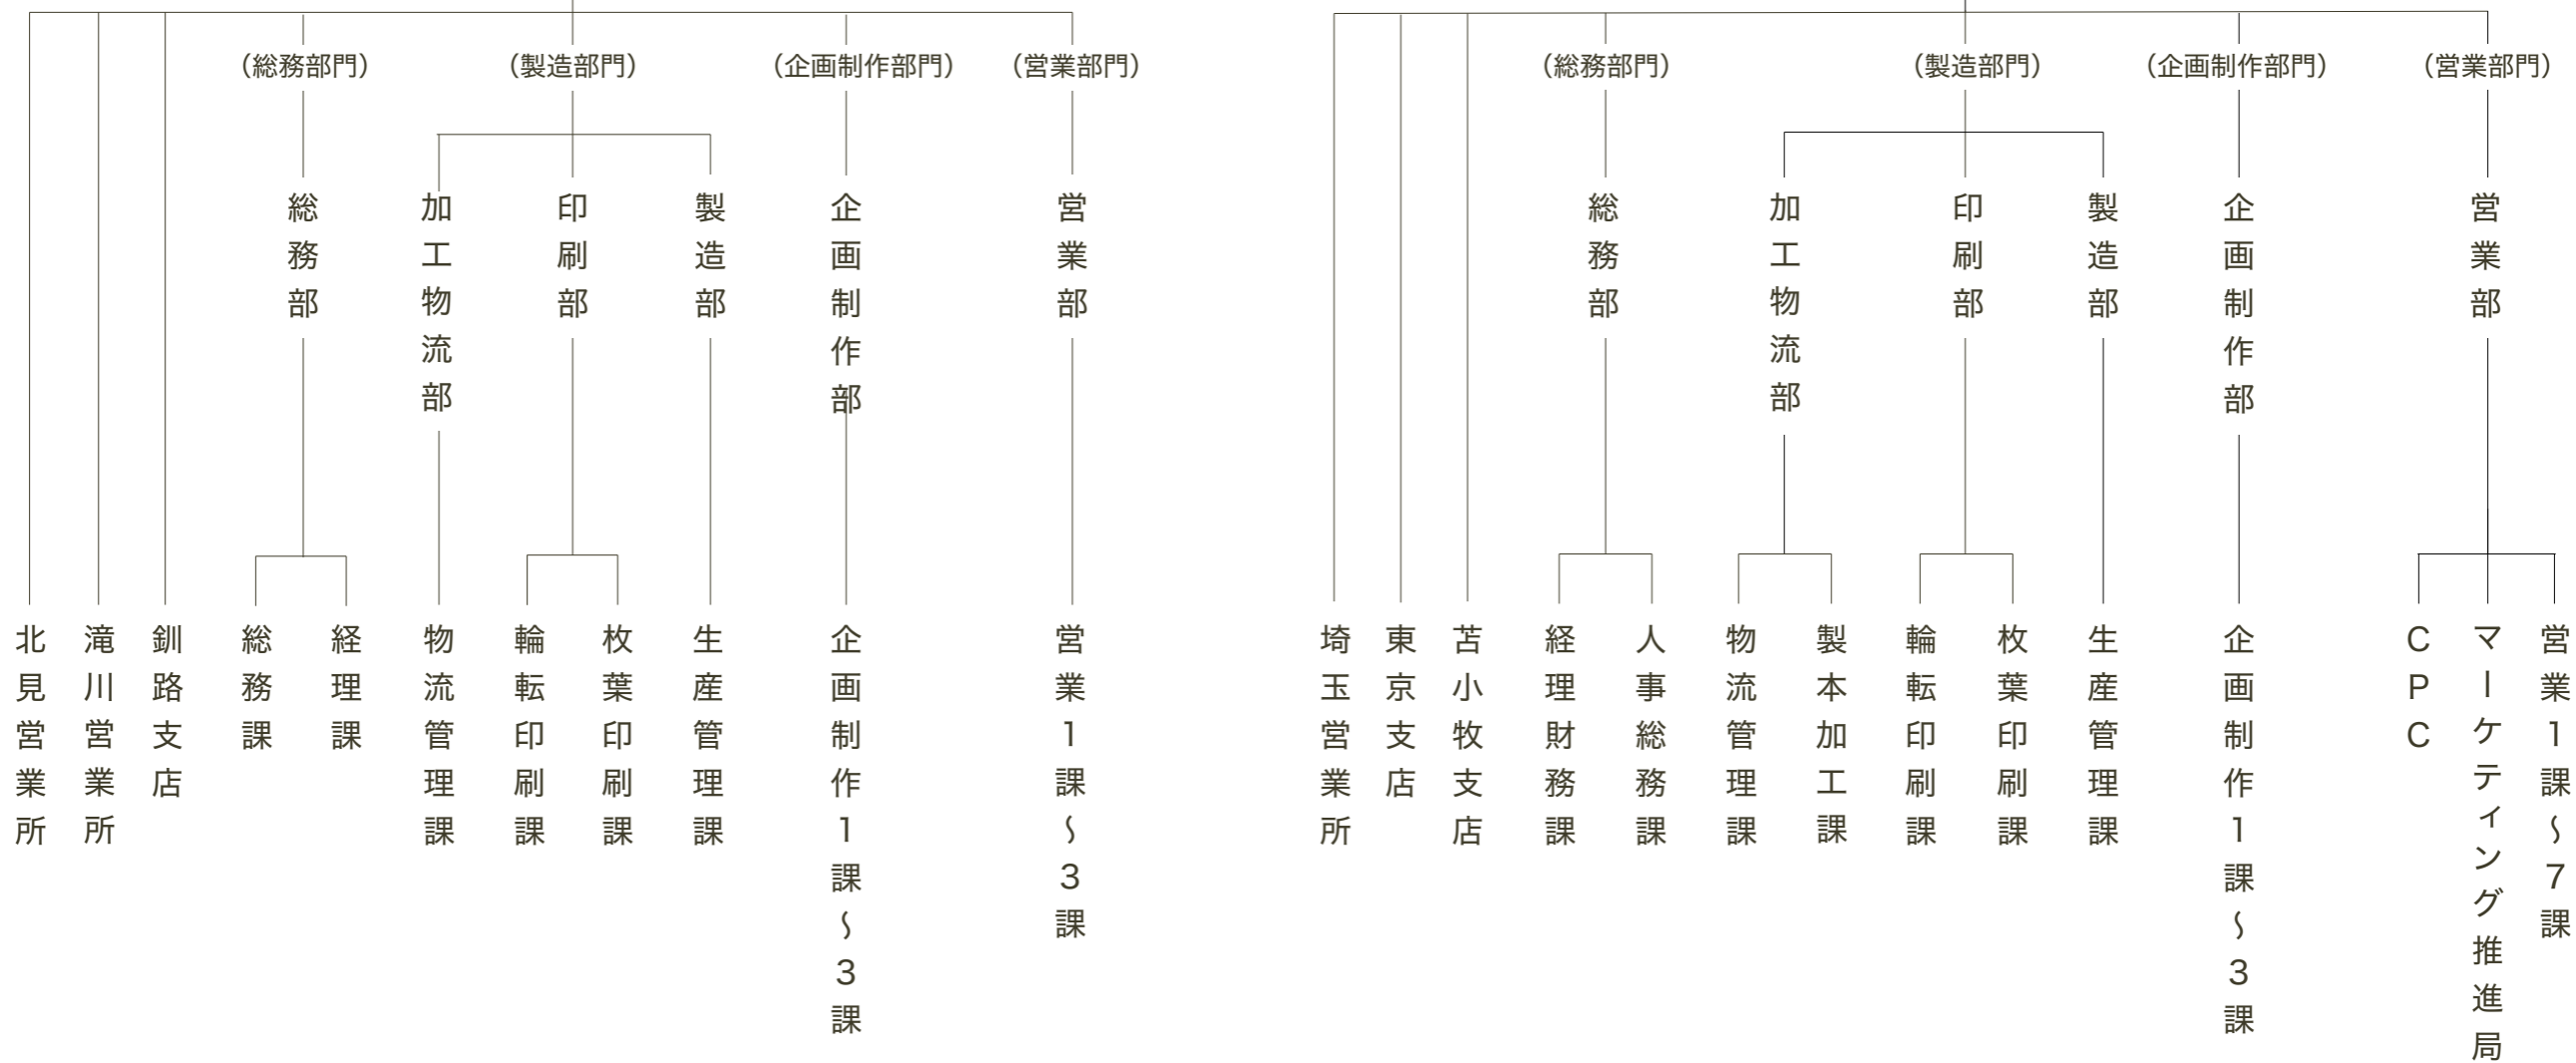 （総務部門）
（製造部門）
（企画制作部門）
（営業部門）
総務部
加工物流部
印刷部
製造部
企画制作部
営業部
北見営業所
滝川営業所
釧路支店
総務課
経理課
物流管理課
輪転印刷課
枚葉印刷課
生産管理課
企画制作1課～3課
営業1課～3課
（総務部門）
（製造部門）
（企画制作部門）
（営業部門）
総務部
加工物流部
印刷部
製造部
企画制作部
営業部
埼玉営業所
東京支店
苫小牧支店
経理財務課
人事総務課
物流管理課
製本加工課
輪転印刷課
枚葉印刷課
生産管理課
企画制作1課～3課
CPC
マーケティング推進局
営業1課～7課